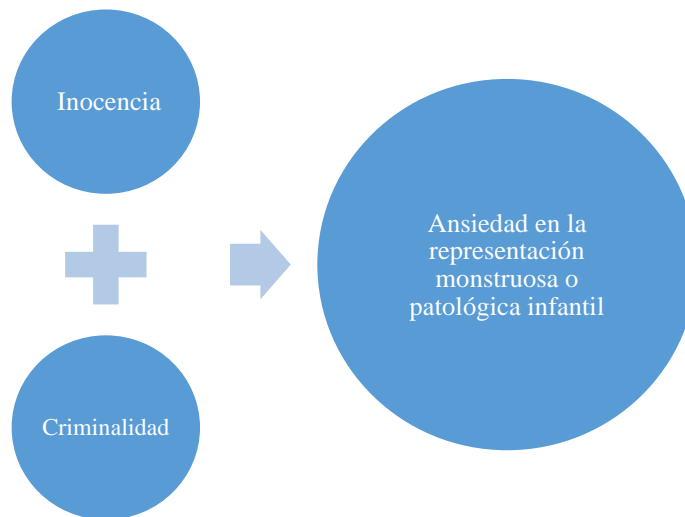 Inocencia
Criminalidad
Ansiedad en la
representación
monstruosa o
patológica infantil